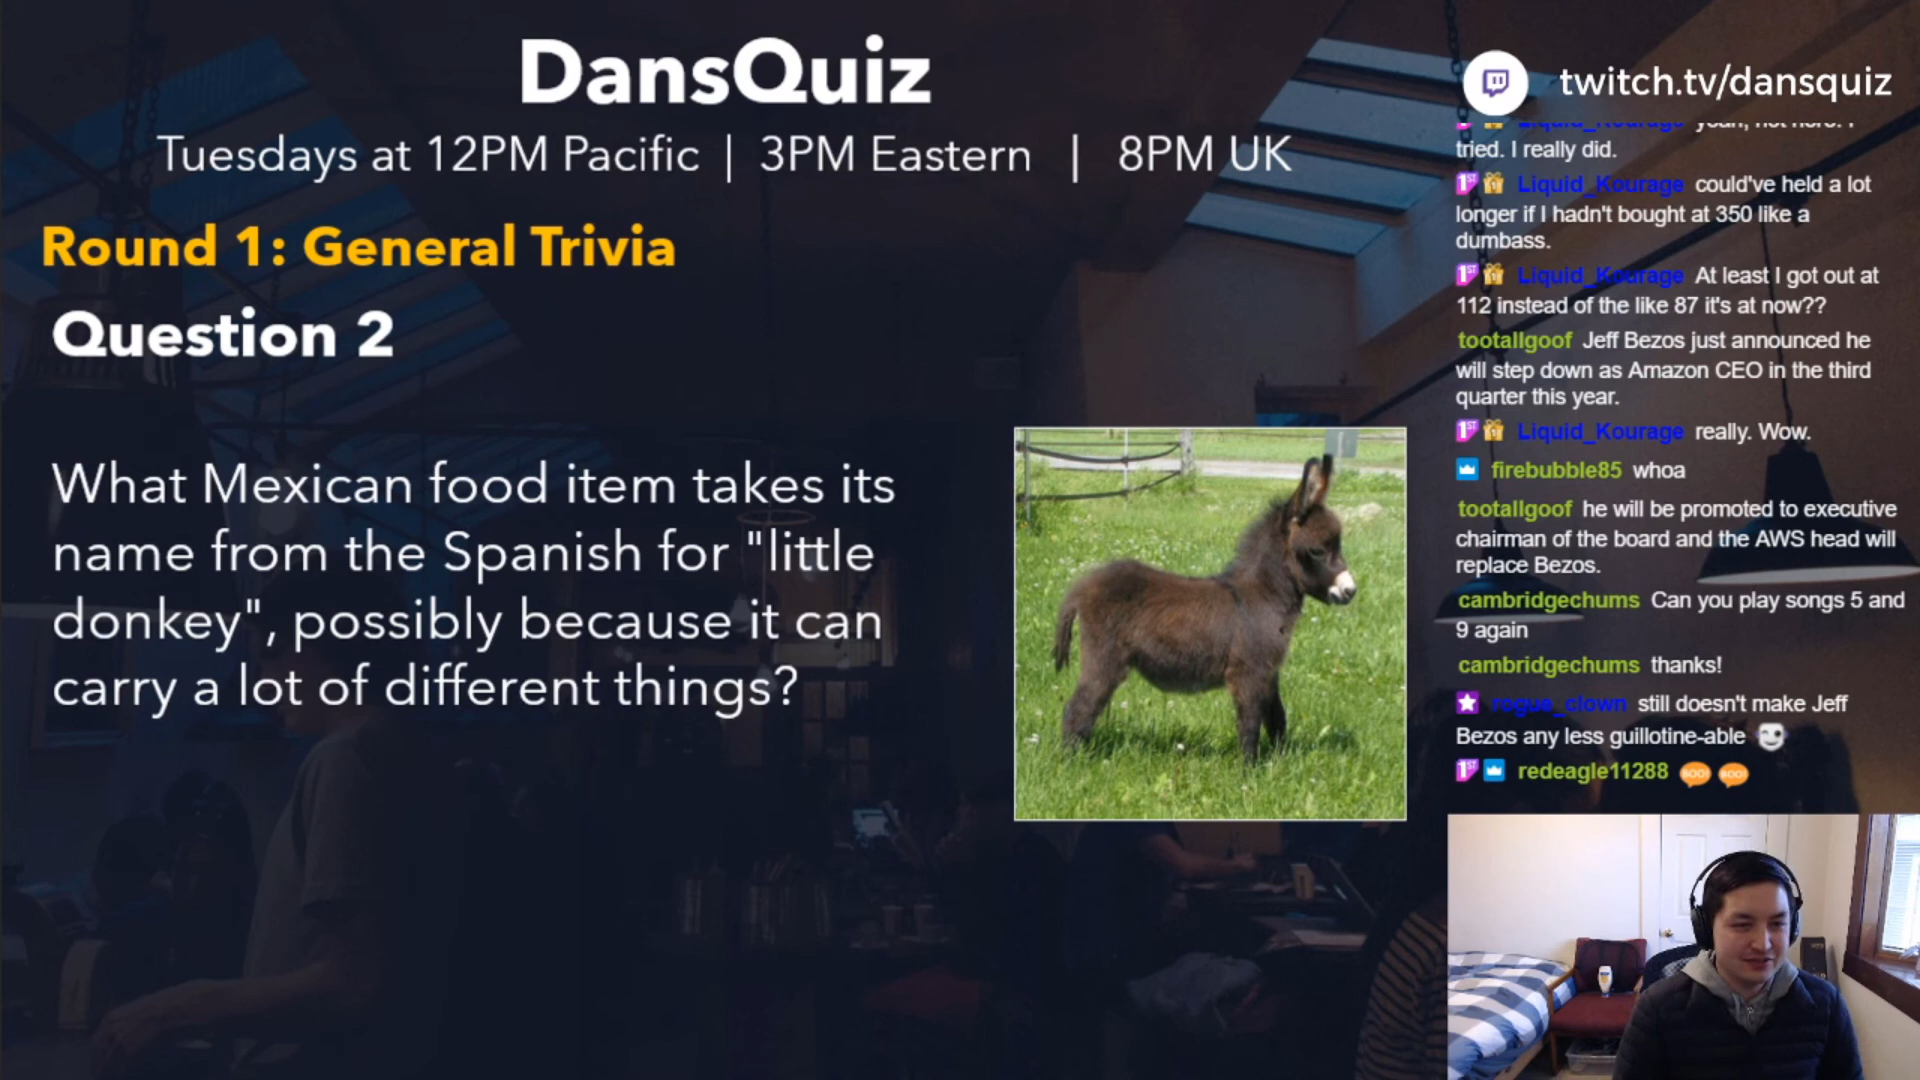 DansQuiz
Tuesdays at 12PM Pacific | 3PM Eastern | 8PM UK
Round 1: General Trivia
Question 2
What Mexican food item takes its
name from the Spanish for "little
donkey", possibly because it can
carry a lot of different things?
twitch.tv/dansquiz
tried. I really did.
1ST Liquid_Kourage could've held a lot
longer if I hadn't bought at 350 like a
dumbass.
1ST Liquid_Kourage At least I got out at
112 instead of the like 87 it's at now??
tootallgoof Jeff Bezos just announced he
will step down as Amazon CEO in the third
quarter this year.
1ST Liquid_Kourage really. Wow.
firebubble85 whoa
tootallgoof he will be promoted to executive
chairman of the board and the AWS head will
replace Bezos.
cambridgechums Can you play songs 5 and
9 again
cambridgechums thanks!
rogue_clown still doesn't make Jeff
Bezos any less guillotine-able
1ST redeagle11288 BOO! BOO!